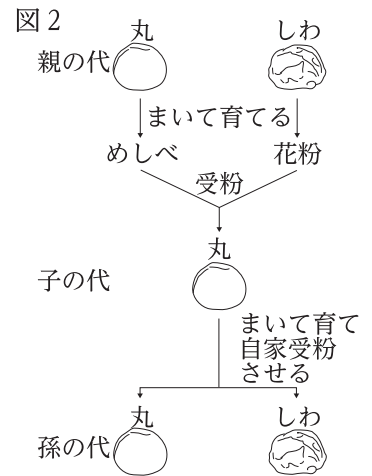 図2
丸 しわ
親の代
まいて育てる
めしべ 花粉
受粉
丸
子の代
まいて育て
自家受粉
させる
丸 しわ
孫の代